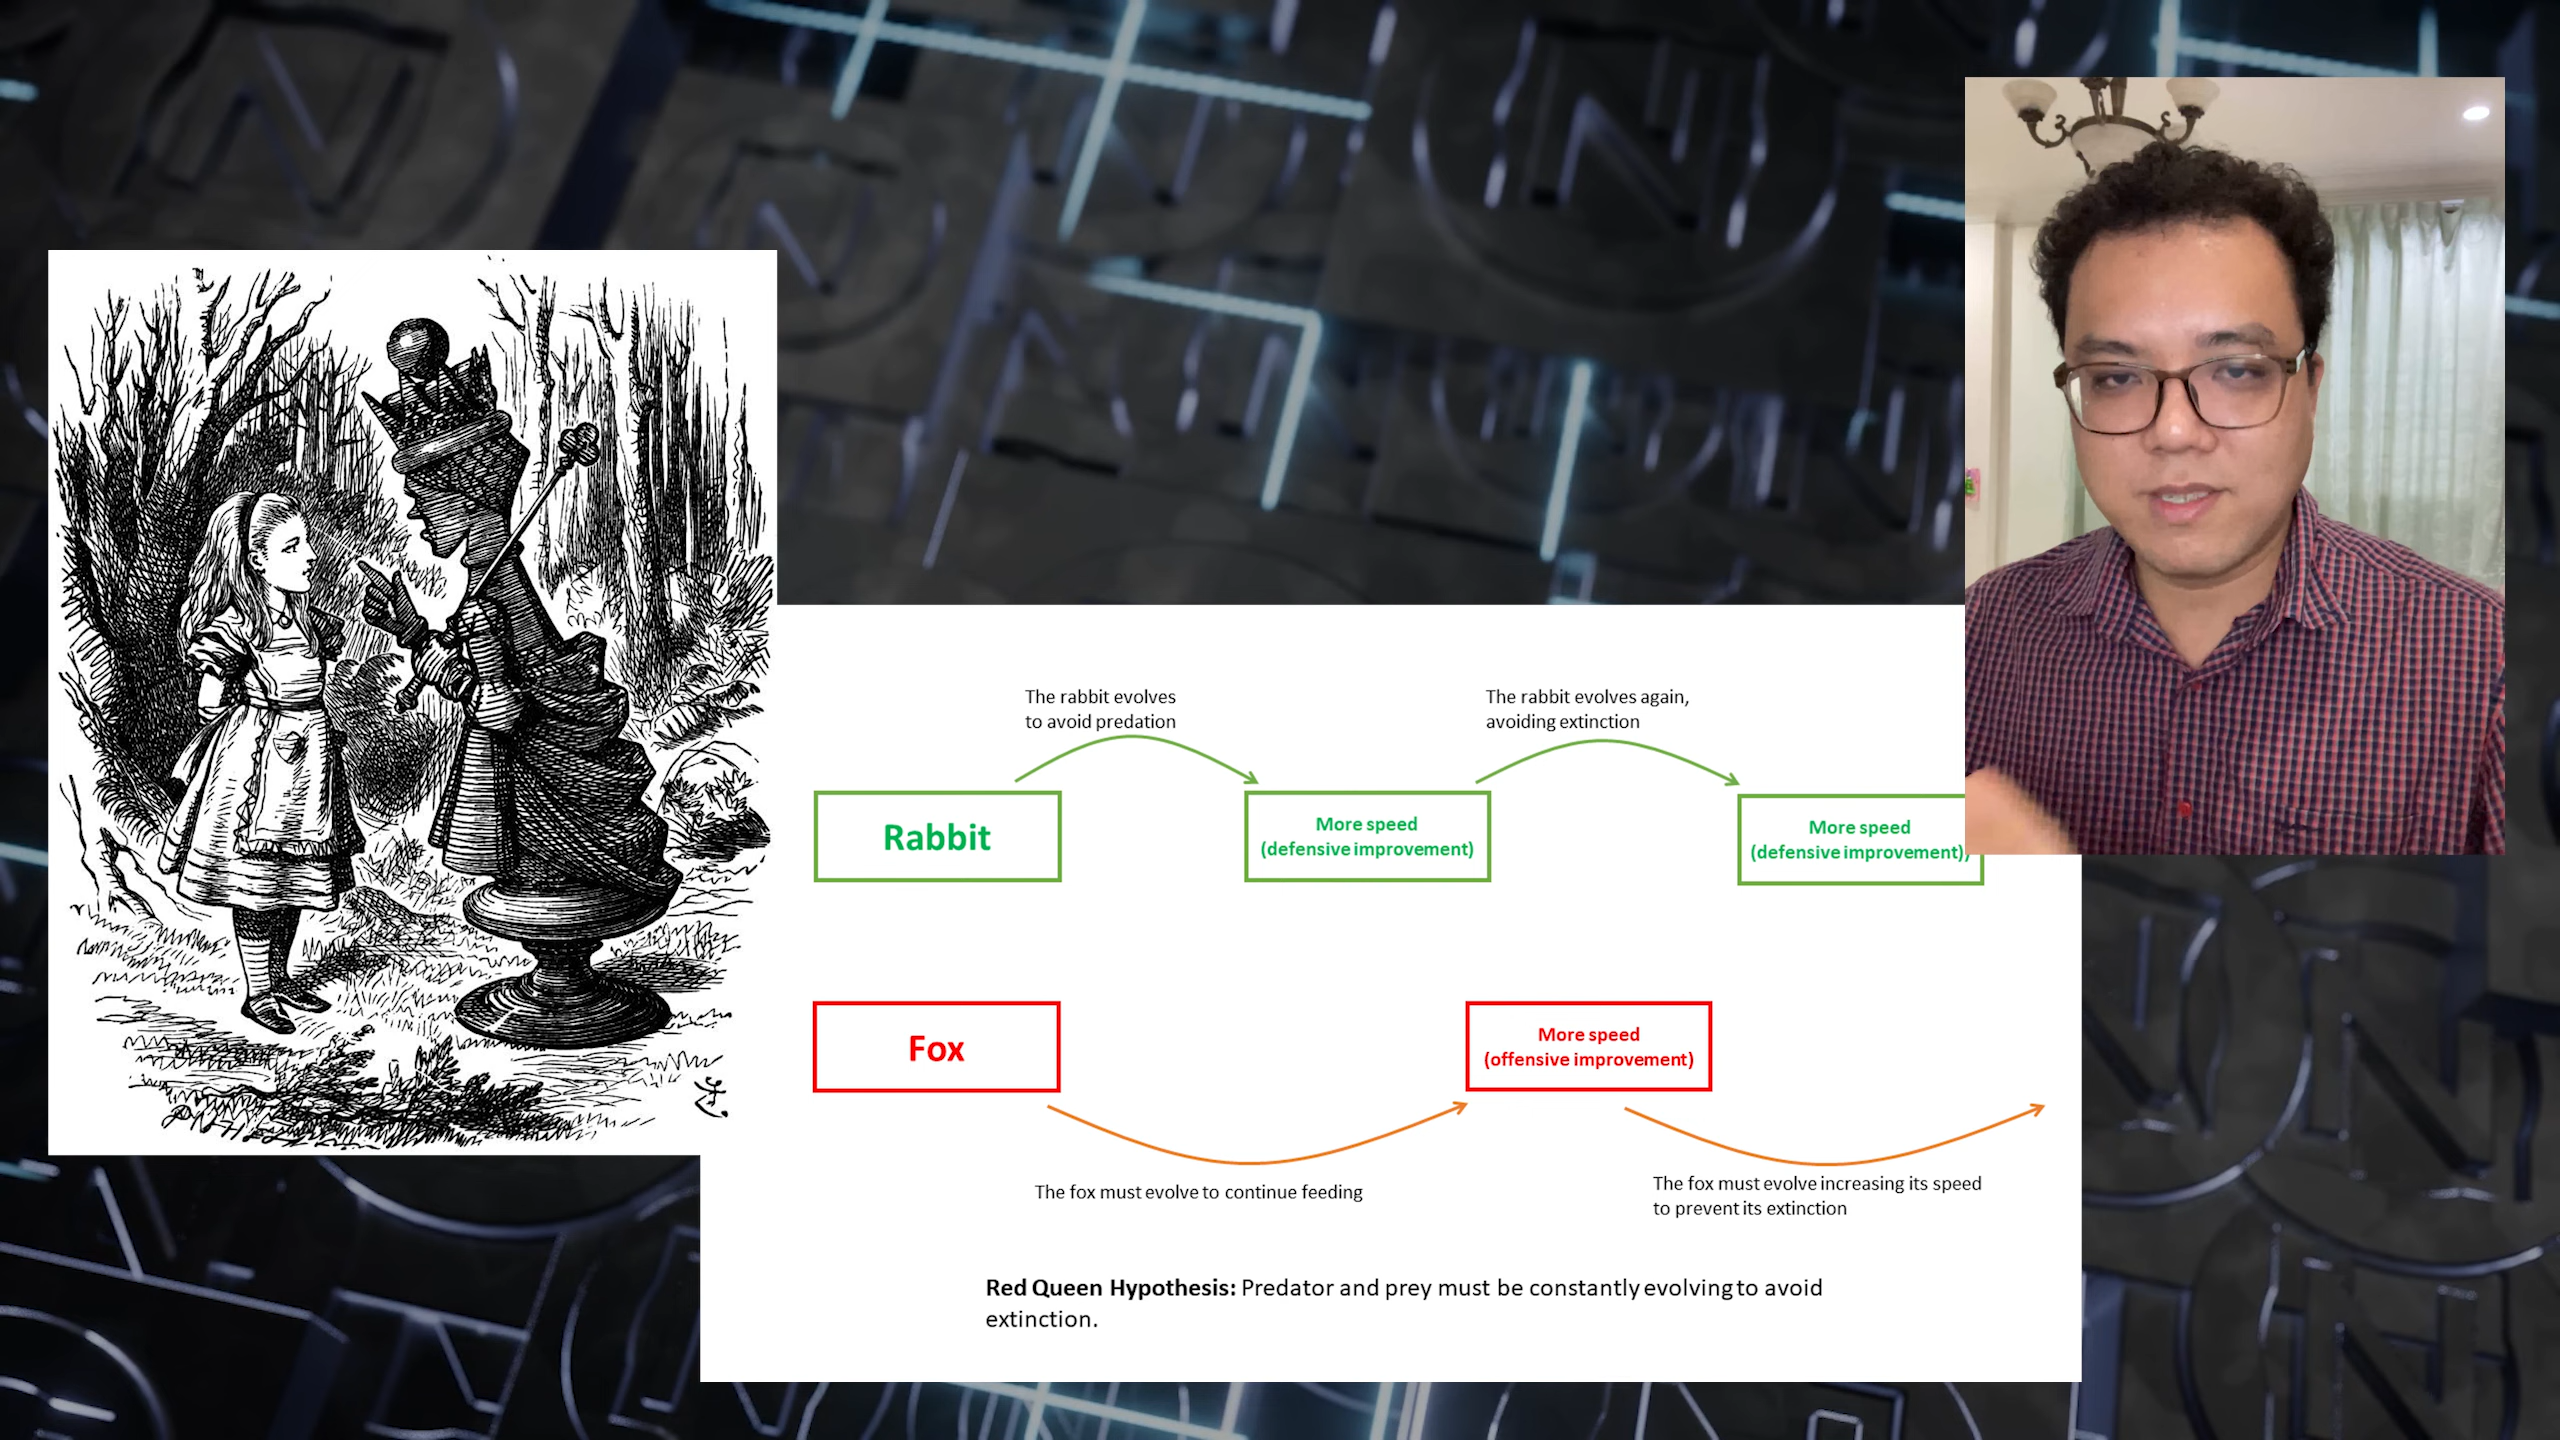 The rabbit evolves
to avoid predation
The rabbit evolves again,
avoiding extinction
Rabbit
More speed
(defensive improvement)
More speed
(defensive improvement)
Fox
More speed
(offensive improvement)
The fox must evolve to continue feeding
The fox must evolve increasing its speed
to prevent its extinction
Red Queen Hypothesis: Predator and prey must be constantly evolving to avoid
extinction.